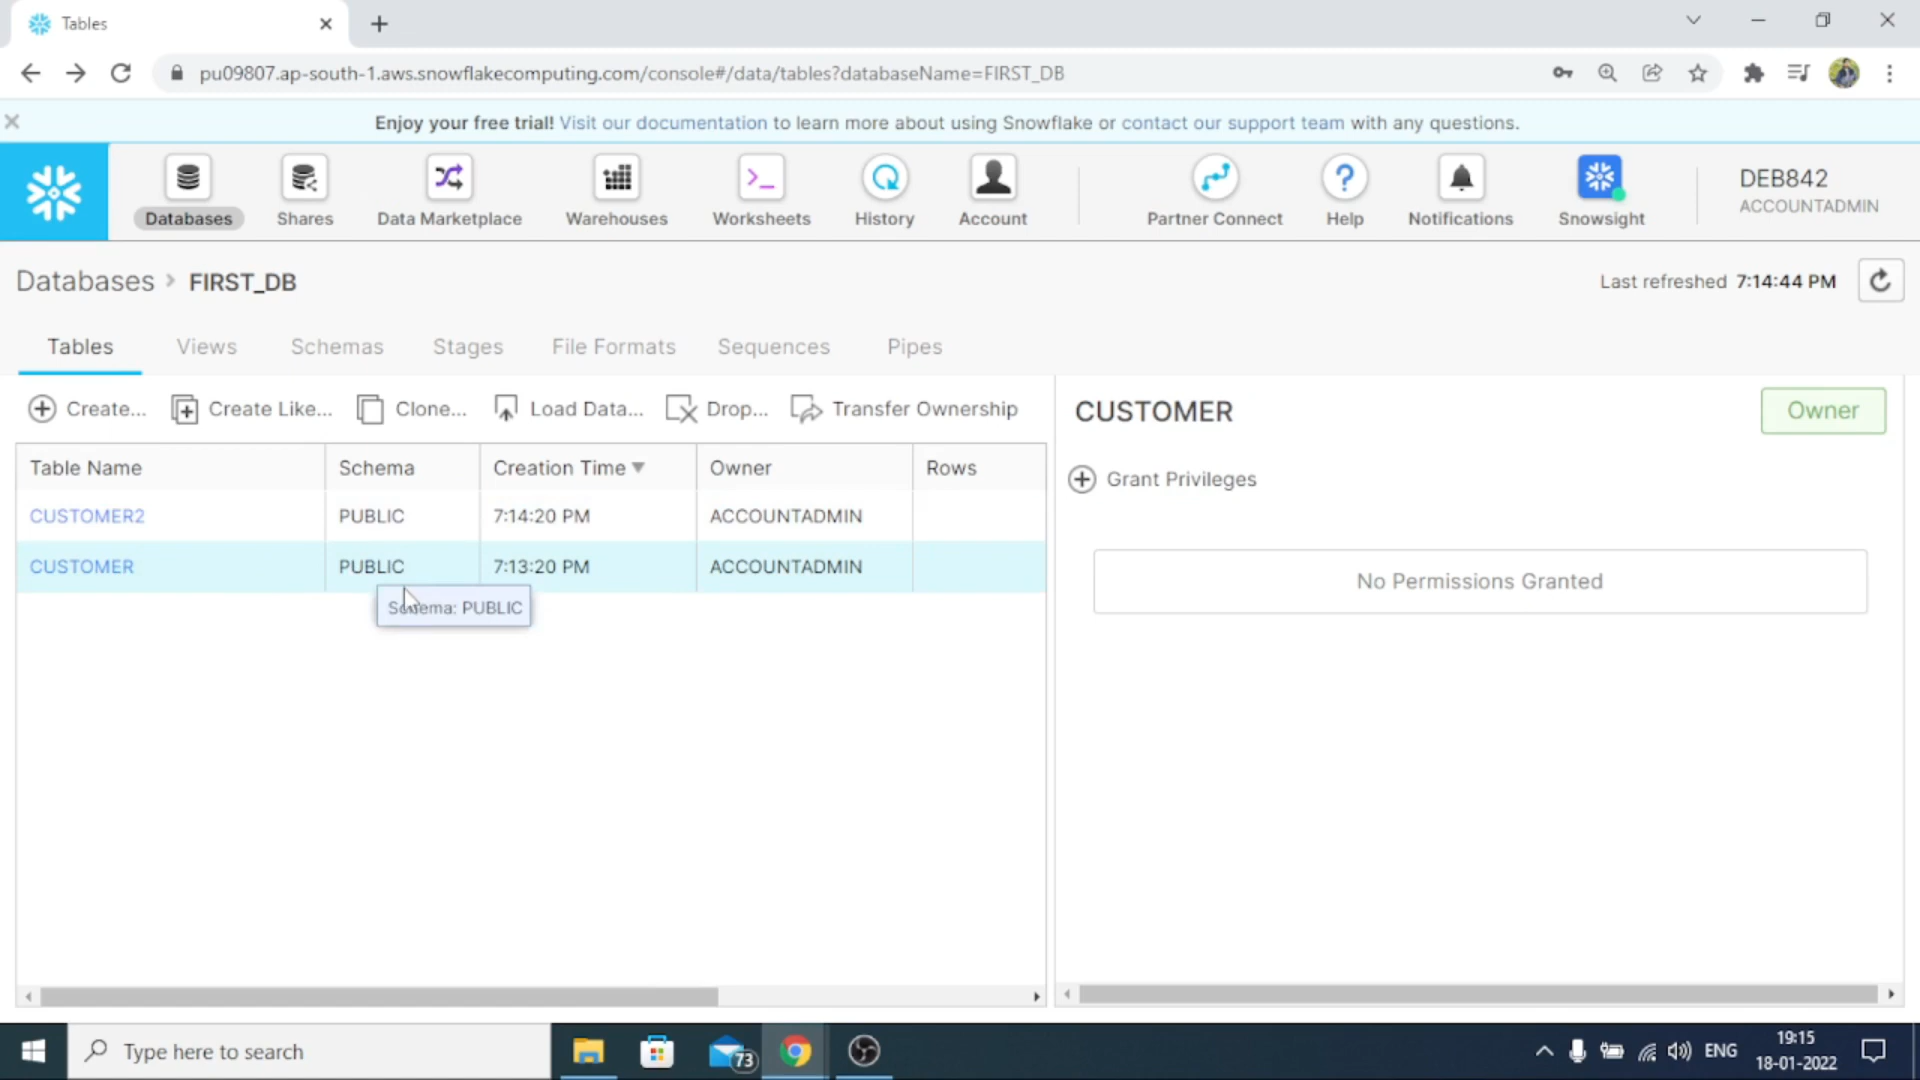 Tables
pu09807.ap-south-1.aws.snowflakecomputing.com/console#/data/tables?databaseName=FIRST_DB
Enjoy your free trial! Visit our documentation to learn more about using Snowflake or contact our support team with any questions.
Databases Shares Data Marketplace Warehouses Worksheets History Account Partner Connect Help Notifications Snowsight
DEB842
ACCOUNTADMIN
Databases > FIRST_DB
Last refreshed 7:14:44 PM
Tables Views Schemas Stages File Formats Sequences Pipes
Create... Create Like... Clone... Load Data... Drop... Transfer Ownership
Table Name Schema Creation Time Owner Rows
CUSTOMER2 PUBLIC 7:14:20 PM ACCOUNTADMIN
CUSTOMER PUBLIC 7:13:20 PM ACCOUNTADMIN
Schema: PUBLIC
CUSTOMER
Owner
Grant Privileges
No Permissions Granted
Type here to search
73
ENG
19:15
18-01-2022